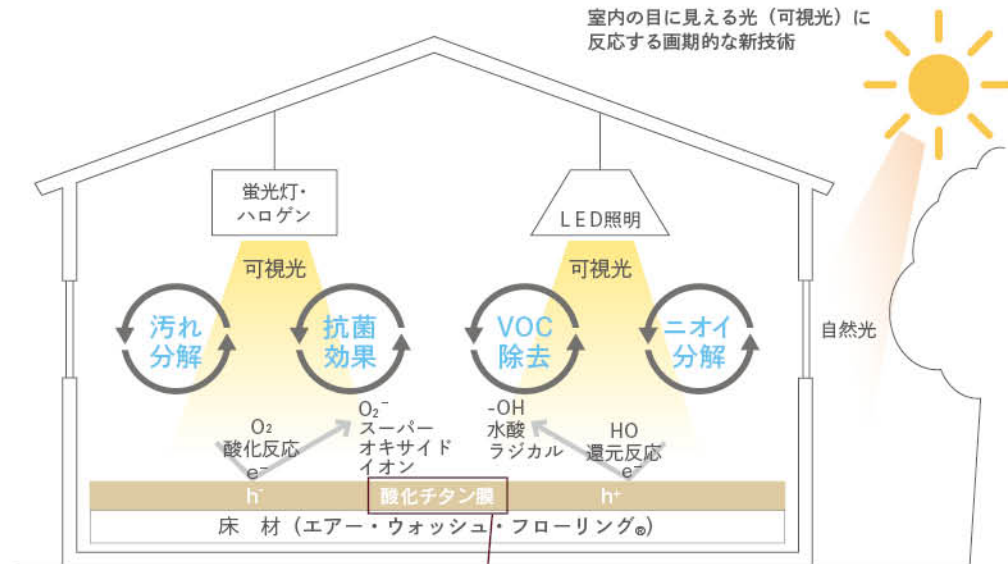 室内の目に見える光（可視光）に
反応する画期的な新技術
蛍光灯・
ハロゲン
LED照明
可視光
可視光
汚れ
分解
抗菌
効果
VOC
除去
ニオイ
分解
自然光
O₂
酸化反応
e⁻
O₂⁻
スーパー
オキサイド
イオン
-OH
水酸
ラジカル
HO
還元反応
e⁻
h⁻
酸化チタン膜
h⁺
床 材（エアー・ウォッシュ・フローリング®）